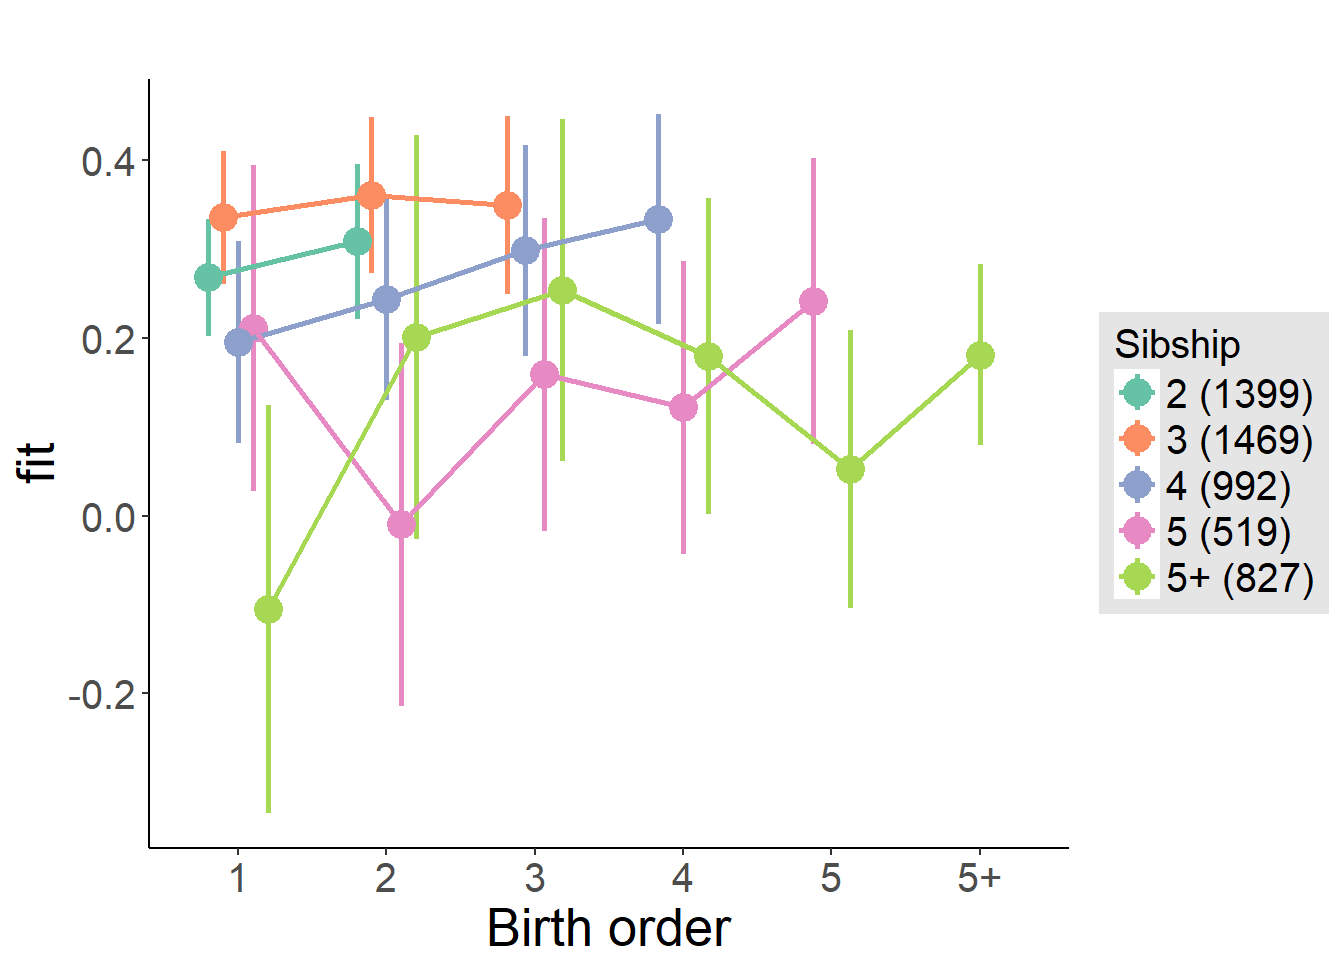 0.4
0.2
0.0
-0.2
fit
1 2 3 4 5 5+
Birth order
Sibship
2 (1399)
3 (1469)
4 (992)
5 (519)
5+ (827)